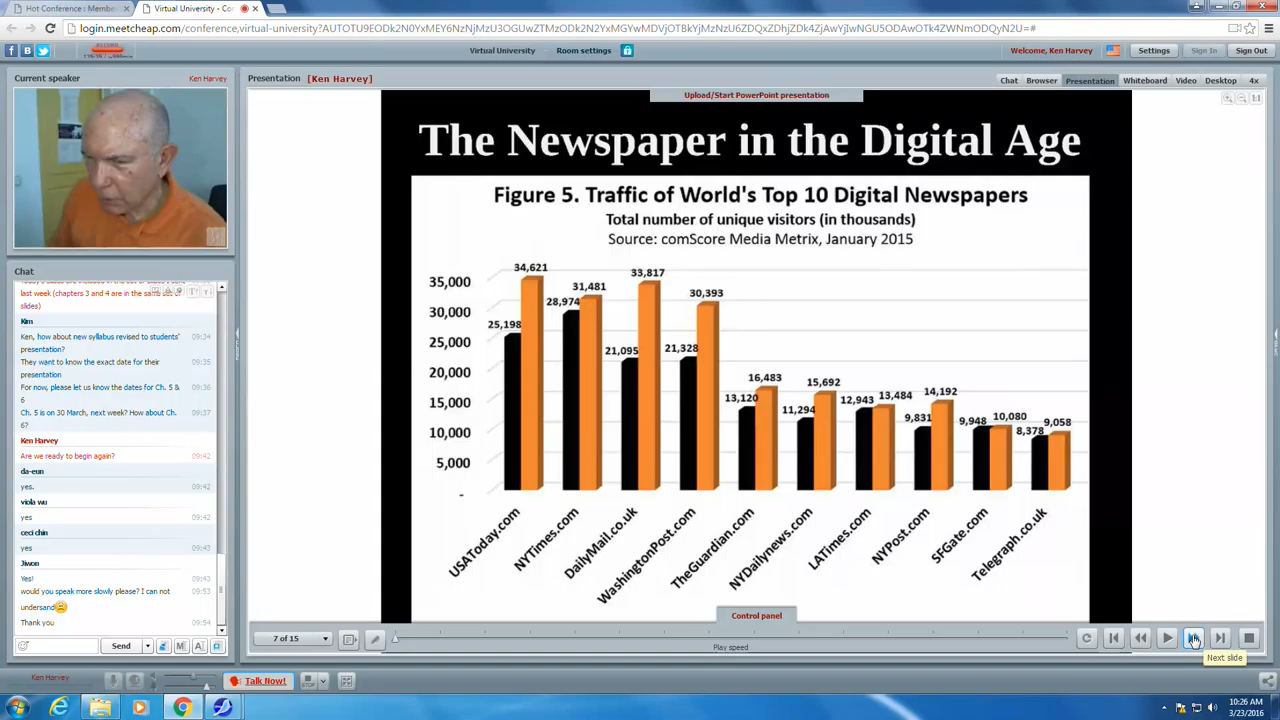 Hot Conference : Membe
Virtual University - Co
login.meetcheap.com/conference,virtual-university?
Virtual University
Room settings
Welcome, Ken Harvey
Settings
Sign In
Sign Out
Current speaker
Ken Harvey
Presentation
[Ken Harvey]
Chat
Browser
Presentation
Whiteboard
Video
Desktop
4x
Upload/Start PowerPoint presentation
The Newspaper in the Digital Age
Figure 5. Traffic of World's Top 10 Digital Newspapers
Total number of unique visitors (in thousands)
Source: comScore Media Metrix, January 2015
35,000
30,000
25,000
20,000
15,000
10,000
5,000
-
25,198
34,621
28,974
31,481
21,095
33,817
21,328
30,393
13,120
16,483
11,294
15,692
12,943
13,484
9,831
14,192
9,948
10,080
8,378
9,058
USAToday.com
NYTimes.com
DailyMail.co.uk
WashingtonPost.com
TheGuardian.com
NYDailynews.com
LATimes.com
NYPost.com
SFGate.com
Telegraph.co.uk
Chat
last week (chapters 3 and 4 are in the same set of
slides)
Kim
Ken, how about new syllabus revised to students' 09:34
presentation?
They want to know the exact date for their 09:35
presentation
For now, please let us know the dates for Ch. 5 & 09:36
6
Ch. 5 is on 30 March, next week? How about Ch. 09:37
6?
Ken Harvey
Are we ready to begin again? 09:42
da-eun
yes. 09:42
viola wu
yes 09:42
ceci chin
yes 09:43
Jiwon
Yes! 09:43
would you speak more slowly please? I can not 09:53
undersand
Thank you 09:54
Send
Control panel
7 of 15
Play speed
Next slide
Ken Harvey
Talk Now!
STOP
10:26 AM
3/23/2016